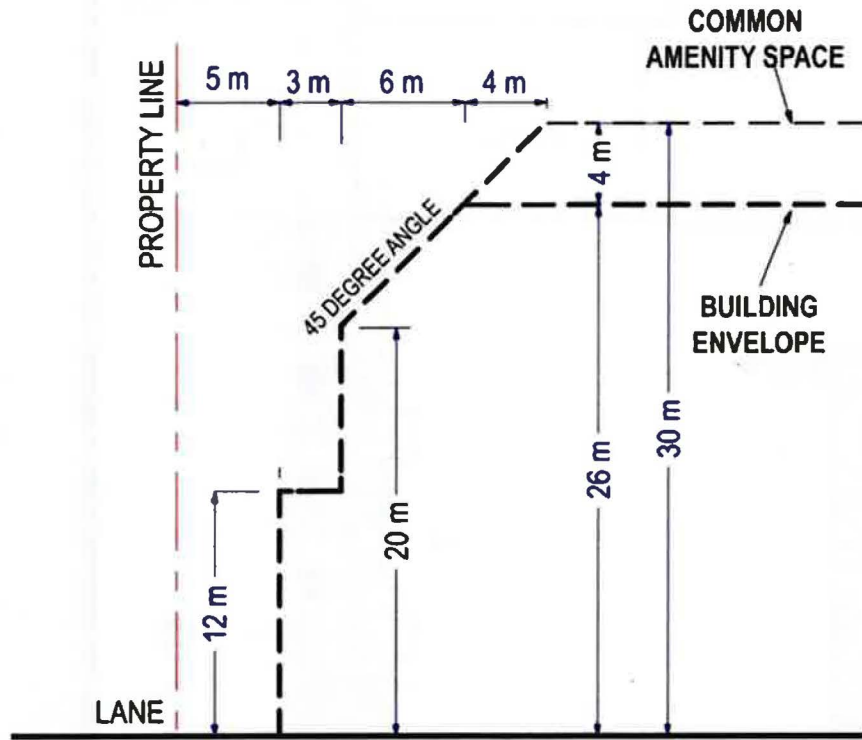 COMMON
AMENITY SPACE
PROPERTY LINE
5 m
3 m
6 m
4 m
4 m
45 DEGREE ANGLE
BUILDING
ENVELOPE
12 m
20 m
26 m
30 m
LANE